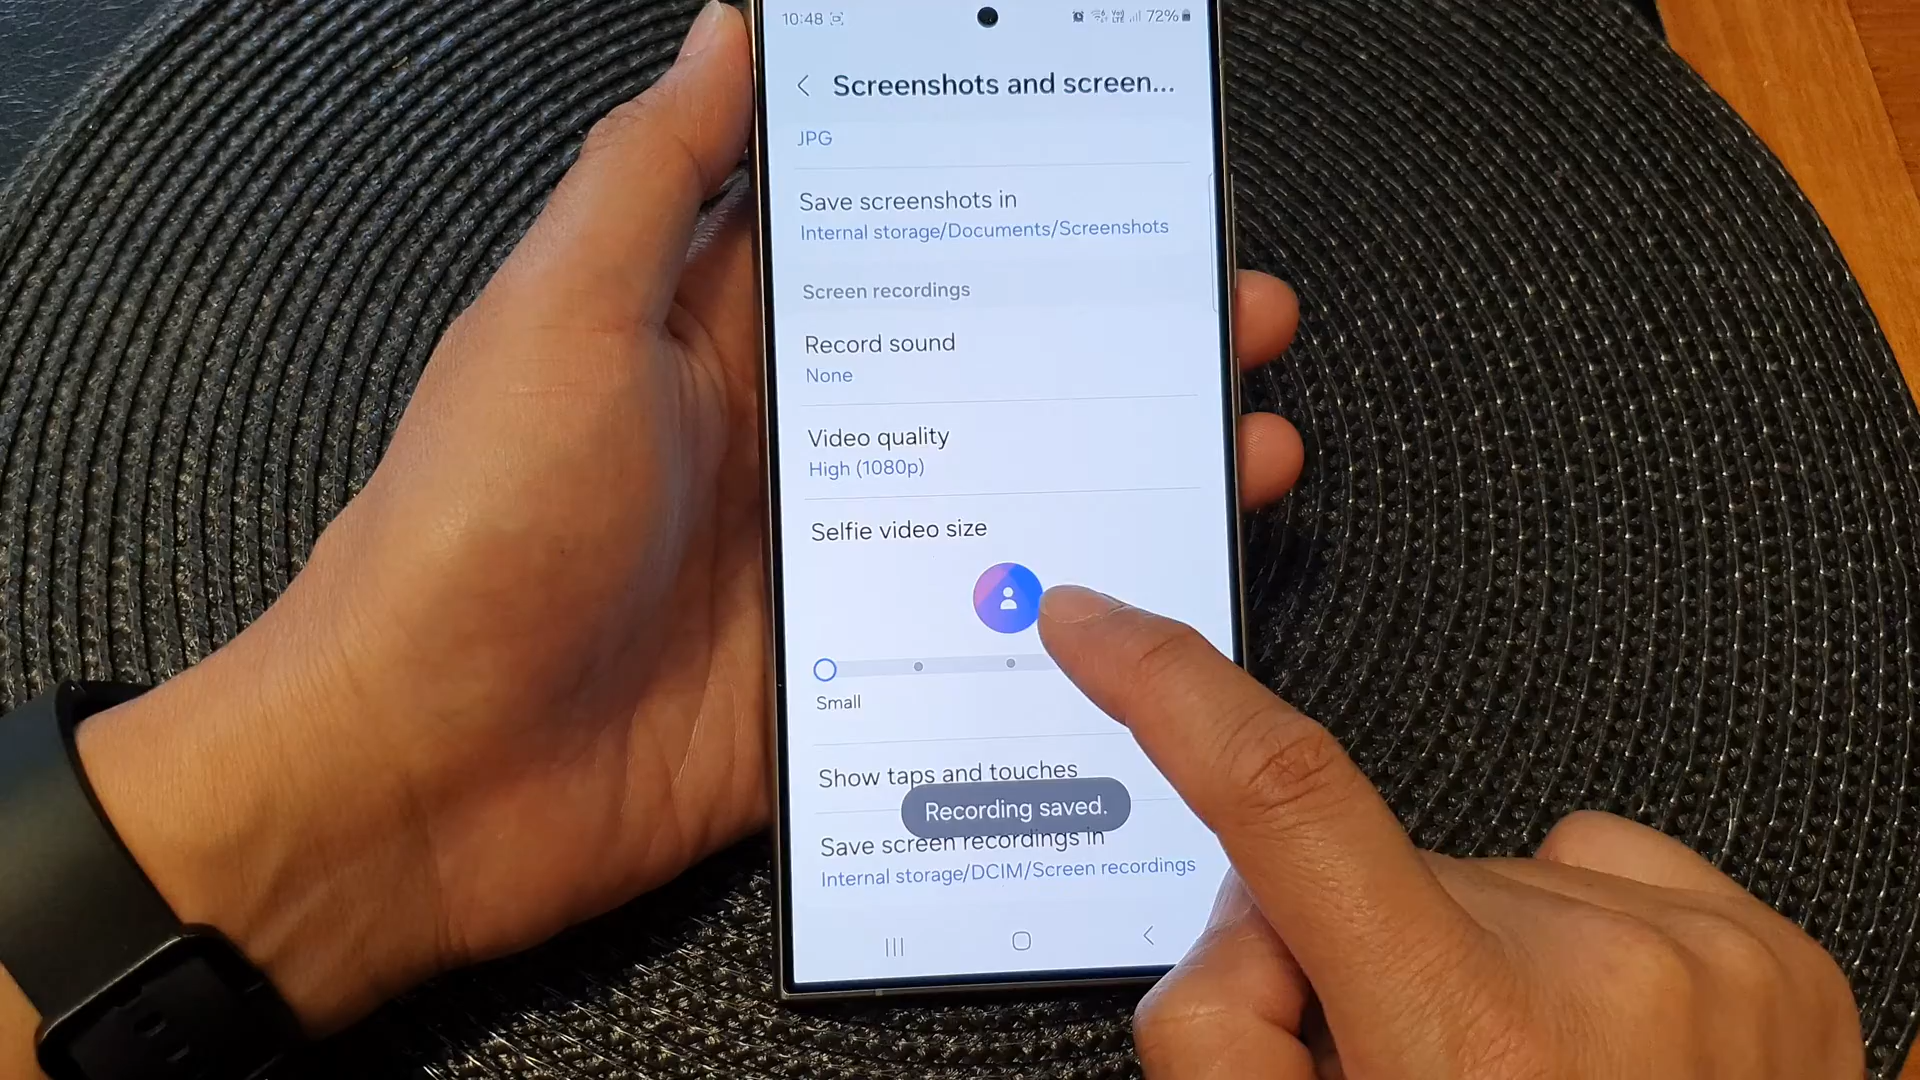 10:48
72%
Screenshots and screen...
JPG
Save screenshots in
Internal storage/Documents/Screenshots
Screen recordings
Record sound
None
Video quality
High (1080p)
Selfie video size
Small
Show taps and touches
Recording saved.
Save screen recordings in
Internal storage/DCIM/Screen recordings